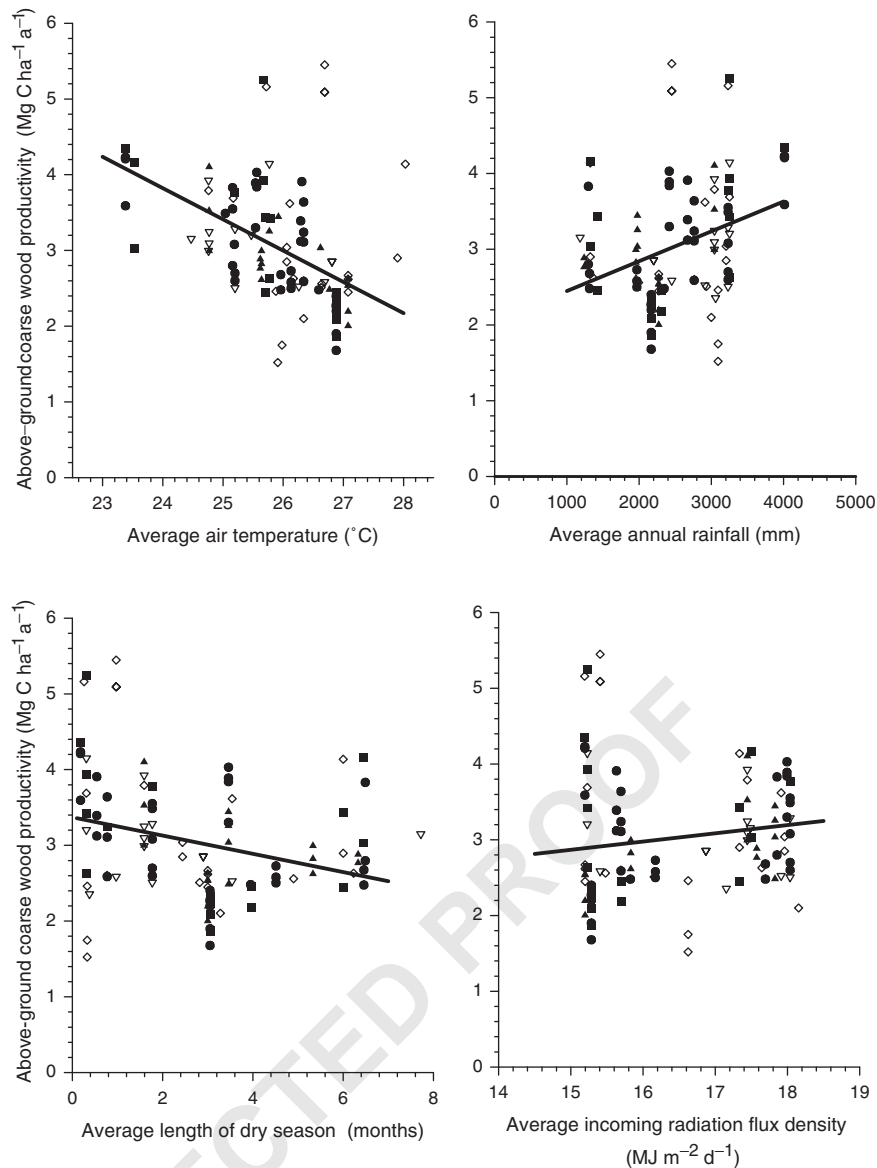 6
5
4
3
2
1
0
23 24 25 26 27 28
Average air temperature (˚C)
Above–ground coarse wood productivity (Mg C ha⁻¹ a⁻¹)
6
5
4
3
2
1
0
0 1000 2000 3000 4000 5000
Average annual rainfall (mm)
6
5
4
3
2
1
0
0 2 4 6 8
Average length of dry season (months)
Above-ground coarse wood productivity (Mg C ha⁻¹ a⁻¹)
6
5
4
3
2
1
0
14 15 16 17 18 19
Average incoming radiation flux density
(MJ m⁻² d⁻¹)
ECTED PROOF